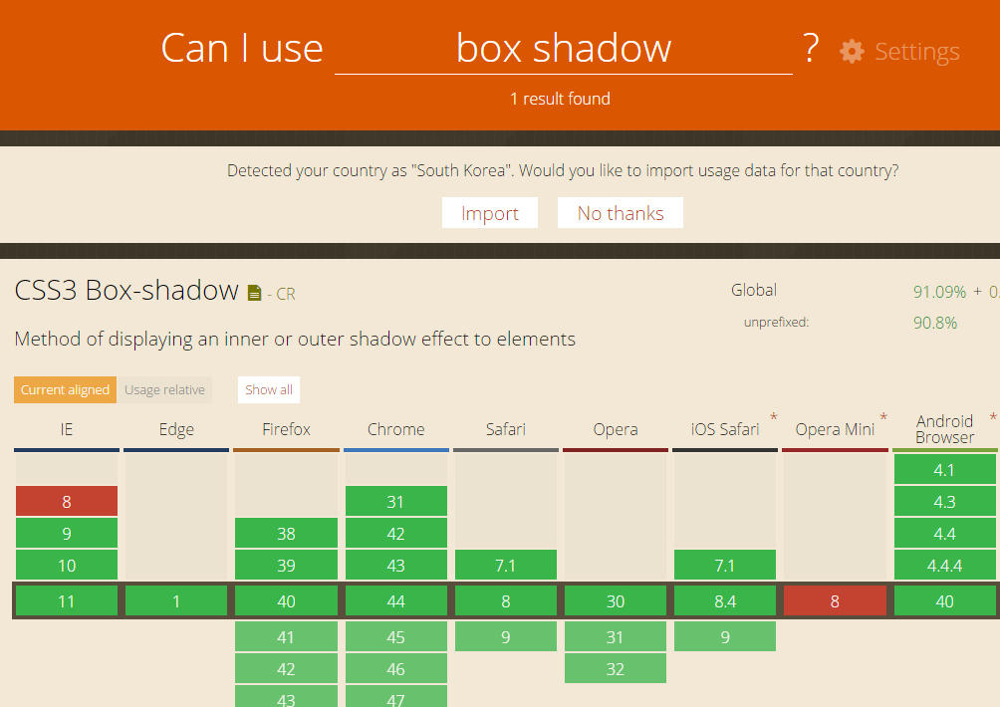 Can I use box shadow ? Settings
1 result found
Detected your country as "South Korea". Would you like to import usage data for that country?
Import No thanks
CSS3 Box-shadow - CR
Global 91.09% + 0.
unprefixed: 90.8%
Method of displaying an inner or outer shadow effect to elements
Current aligned Usage relative Show all
IE Edge Firefox Chrome Safari Opera iOS Safari * Opera Mini * Android Browser *
4.1
8 31 4.3
9 38 42 4.4
10 39 43 7.1 7.1 4.4.4
11 1 40 44 8 30 8.4 8 40
41 45 9 31 9
42 46 32
43 47